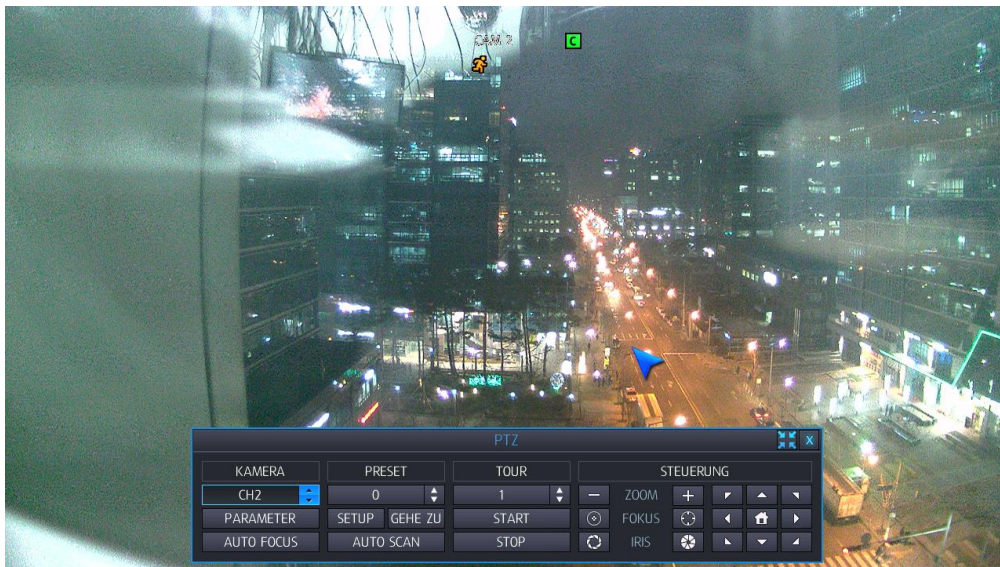 CAM 2
C
PTZ
X
KAMERA PRESET TOUR STEUERUNG
CH2 0 1 ZOOM
PARAMETER SETUP GEHE ZU START FOKUS
AUTO FOCUS AUTO SCAN STOP IRIS